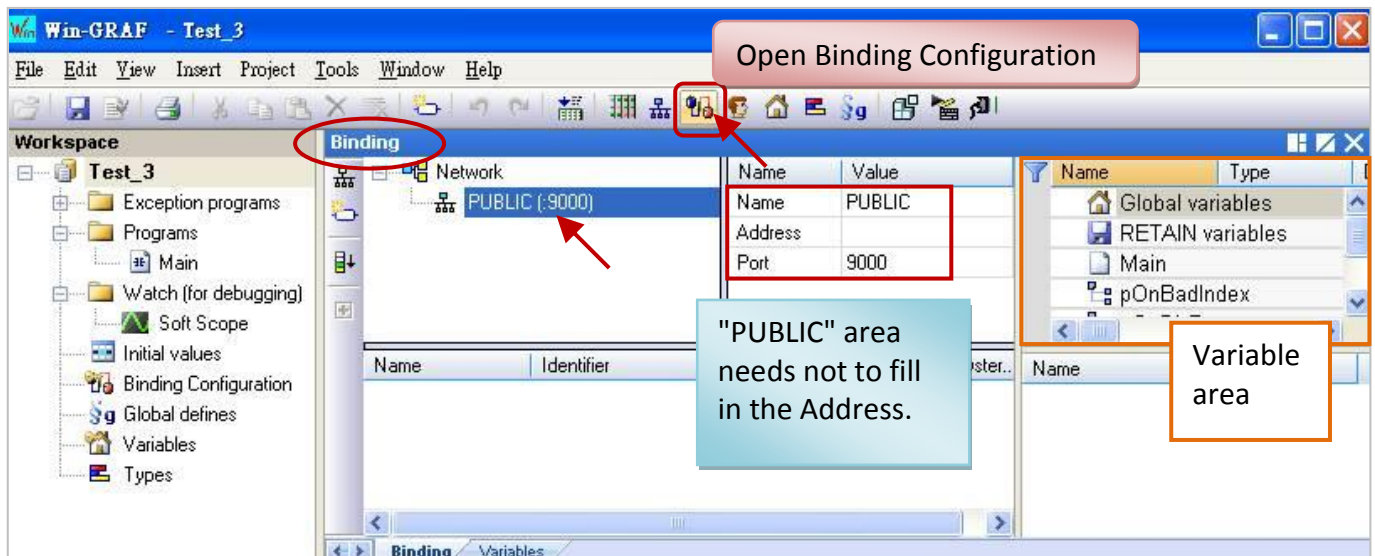 Win-GRAF - Test_3
Open Binding Configuration
File Edit View Insert Project Tools Window Help
Workspace
Binding
Test_3
Exception programs
Programs
Main
Watch (for debugging)
Soft Scope
Initial values
Binding Configuration
Global defines
Variables
Types
Network
PUBLIC (:9000)
Name Value
Name PUBLIC
Address
Port 9000
Name Type
Global variables
RETAIN variables
Main
pOnBadIndex
"PUBLIC" area
needs not to fill
in the Address.
Variable
area
Name Identifier
Name
Binding Variables